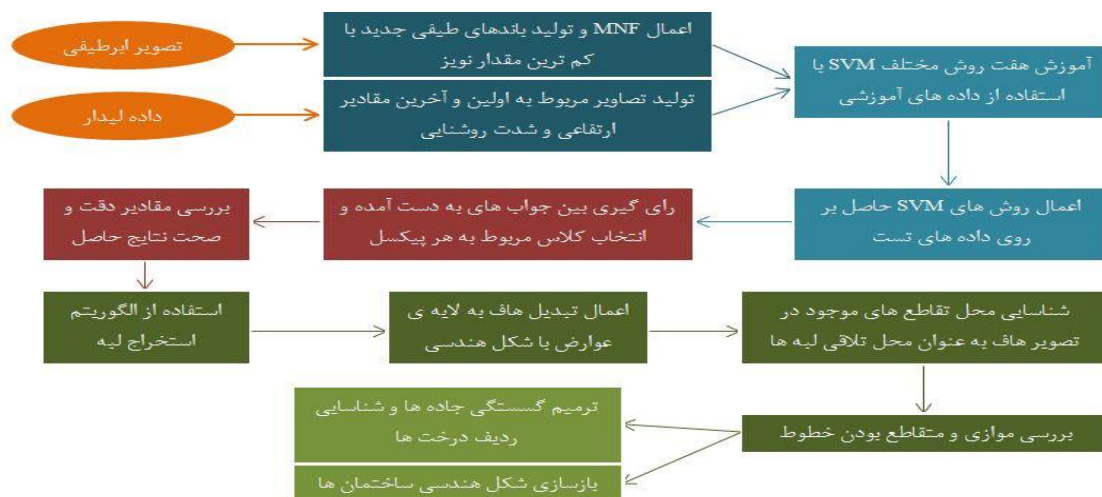 تصویر ابرطیفی
اعمال MNF و تولید باندهای طیفی جدید با
کم ترین مقدار نویز
داده لیدار
تولید تصاویر مربوط به اولین و آخرین مقادیر
ارتفاعی و شدت روشنایی
آموزش هفت روش مختلف SVM با
استفاده از داده های آموزشی
اعمال روش های SVM حاصل بر
روی داده های تست
رای گیری بین جواب های به دست آمده و
انتخاب کلاس مربوط به هر پیکسل
بررسی مقادیر دقت و
صحت نتایج حاصل
استفاده از الگوریتم
استخراج لبه
اعمال تبدیل هاف به لایه ی
عوارض با شکل هندسی
شناسایی محل تقاطع های موجود در
تصویر هاف به عنوان محل تلاقی لبه ها
بررسی موازی و متقاطع بودن خطوط
ترمیم گسستگی جاده ها و شناسایی
ردیف درخت ها
بازسازی شکل هندسی ساختمان ها